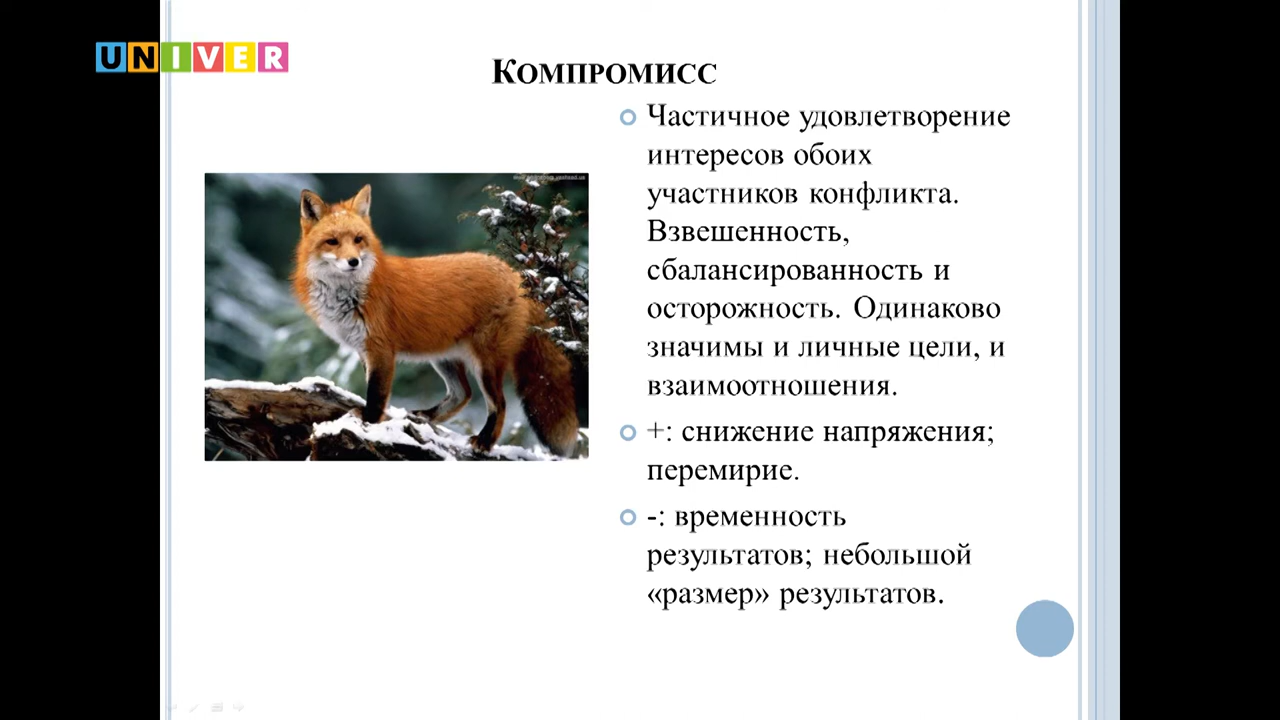 UNIVER
Компромисс
Частичное удовлетворение
интересов обоих
участников конфликта.
Взвешенность,
сбалансированность и
осторожность. Одинаково
значимы и личные цели, и
взаимоотношения.
+: снижение напряжения;
перемирие.
-: временность
результатов; небольшой
«размер» результатов.